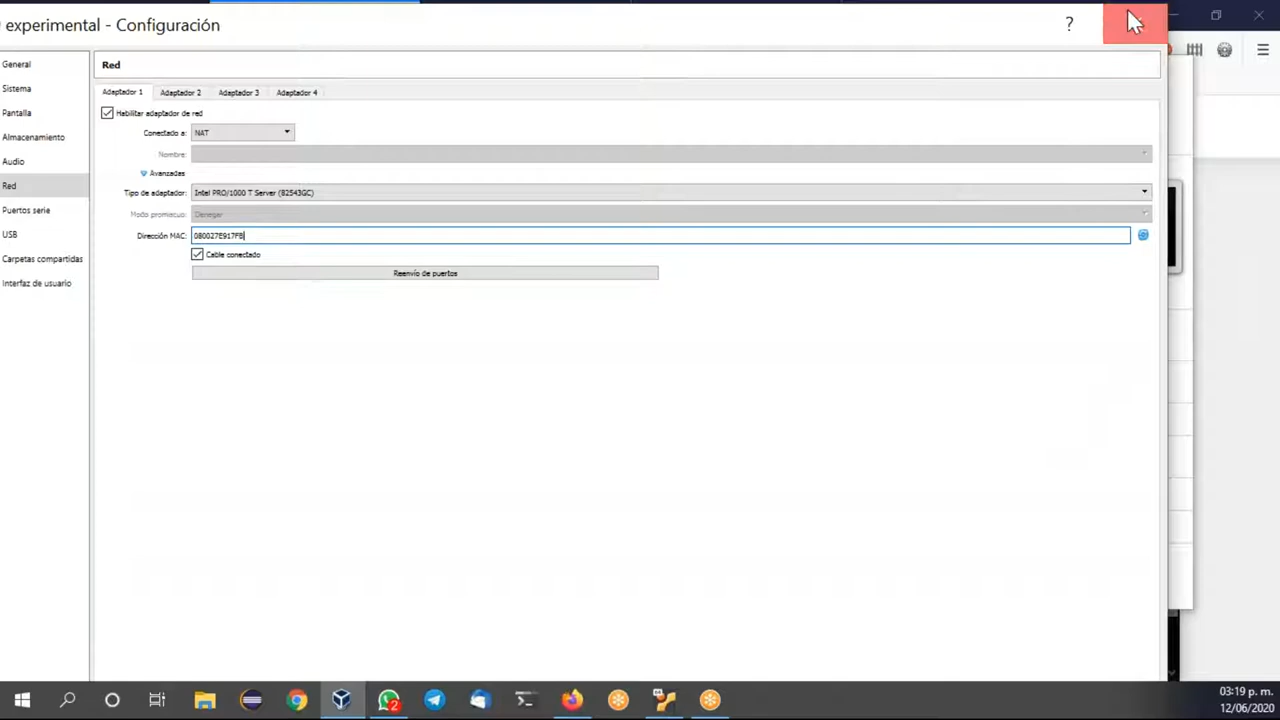 experimental - Configuración
?
General
Sistema
Pantalla
Almacenamiento
Audio
Red
Puertos serie
USB
Carpetas compartidas
Interfaz de usuario
Red
Adaptador 1 Adaptador 2 Adaptador 3 Adaptador 4
Habilitar adaptador de red
Conectado a: NAT
Nombre:
Avanzadas
Tipo de adaptador: Intel PRO/1000 T Server (82543GC)
Modo promiscuo: Denegar
Dirección MAC: 080027E917FB
Cable conectado
Reenvío de puertos
2
03:19 p. m.
12/06/2020